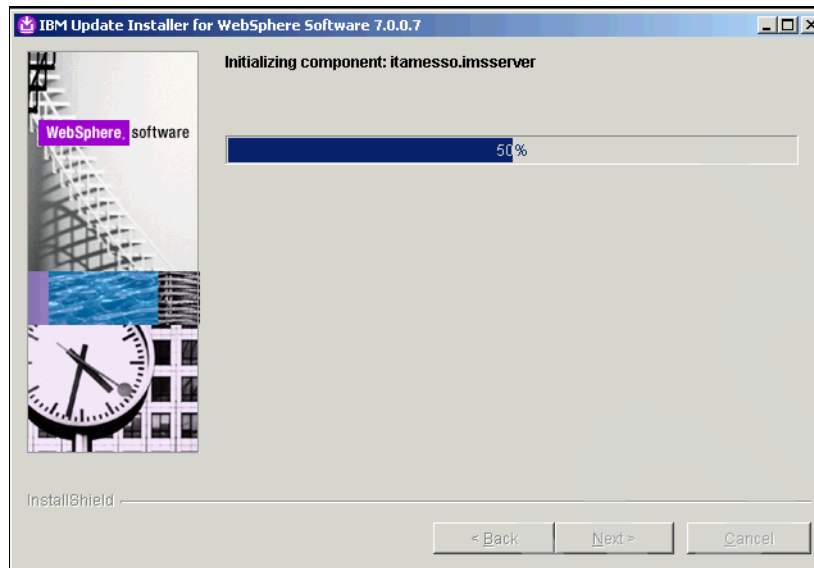 IBM Update Installer for WebSphere Software 7.0.0.7
Initializing component: itamesso.imsserver
WebSphere. software
50%
InstallShield
< Back
Next >
Cancel